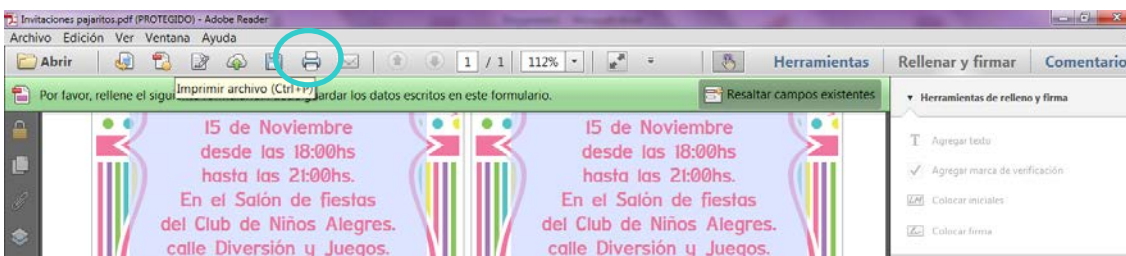 Invitaciones pajaritos.pdf (PROTEGIDO) - Adobe Reader
Archivo Edición Ver Ventana Ayuda
Abrir 1 / 1 112% Herramientas Rellenar y firmar Comentario
Por favor, rellene el sigui ardar los datos escritos en este formulario. Resaltar campos existentes
Imprimir archivo (Ctrl+P)
Herramientas de relleno y firma
T Agregar texto
Agregar marca de verificación
Colocar iniciales
Colocar firma
15 de Noviembre
desde las 18:00hs
hasta las 21:00hs.
En el Salón de fiestas
del Club de Niños Alegres.
calle Diversión y Juegos.
15 de Noviembre
desde las 18:00hs
hasta las 21:00hs.
En el Salón de fiestas
del Club de Niños Alegres.
calle Diversión y Juegos.